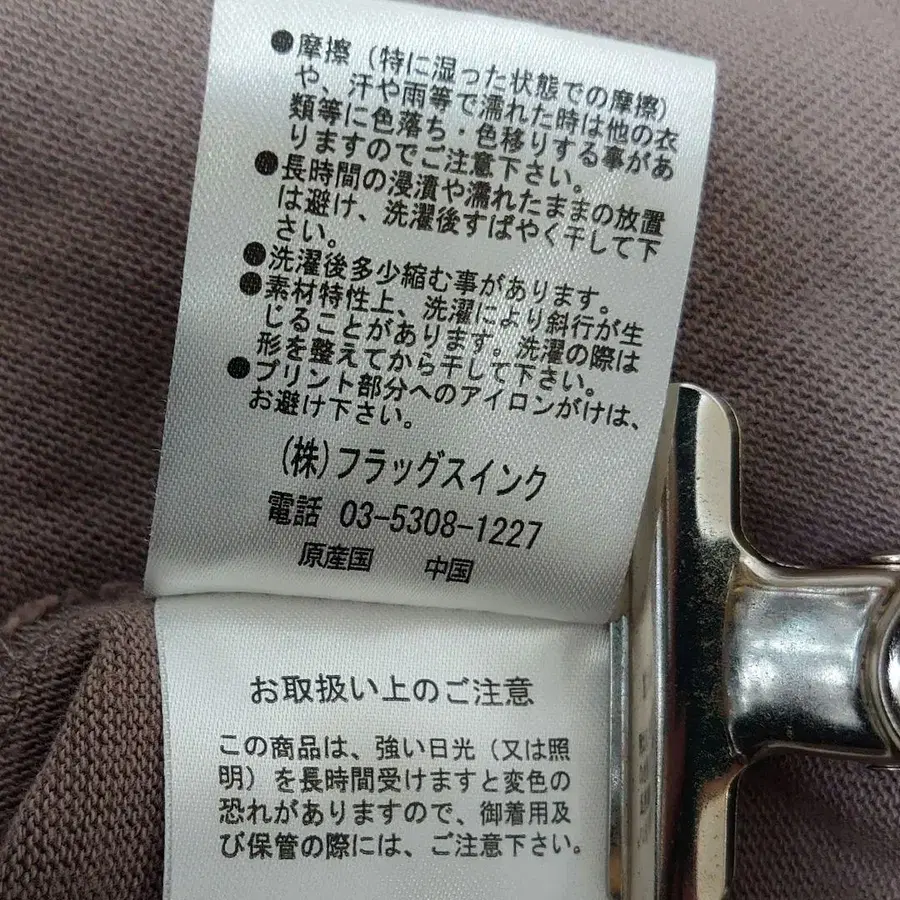 ●摩擦（特に湿った状態での摩擦）
や、汗や雨等で濡れた時は他の衣
類等に色落ち・色移りする事があ
りますのでご注意下さい。
●長時間の浸漬や濡れたままの放置
は避け、洗濯後すばやく干して下
さい。
●洗濯後多少縮む事があります。
●素材特性上、洗濯により斜行が生
じることがあります。洗濯の際は
形を整えてから干して下さい。
●プリント部分へのアイロンがけは、
お避け下さい。
(株)フラッグスインク
電話 03-5308-1227
原産国 中国
お取扱い上のご注意
この商品は、強い日光（又は照
明）を長時間受けますと変色の
恐れがありますので、御着用及
び保管の際には、ご注意下さい。